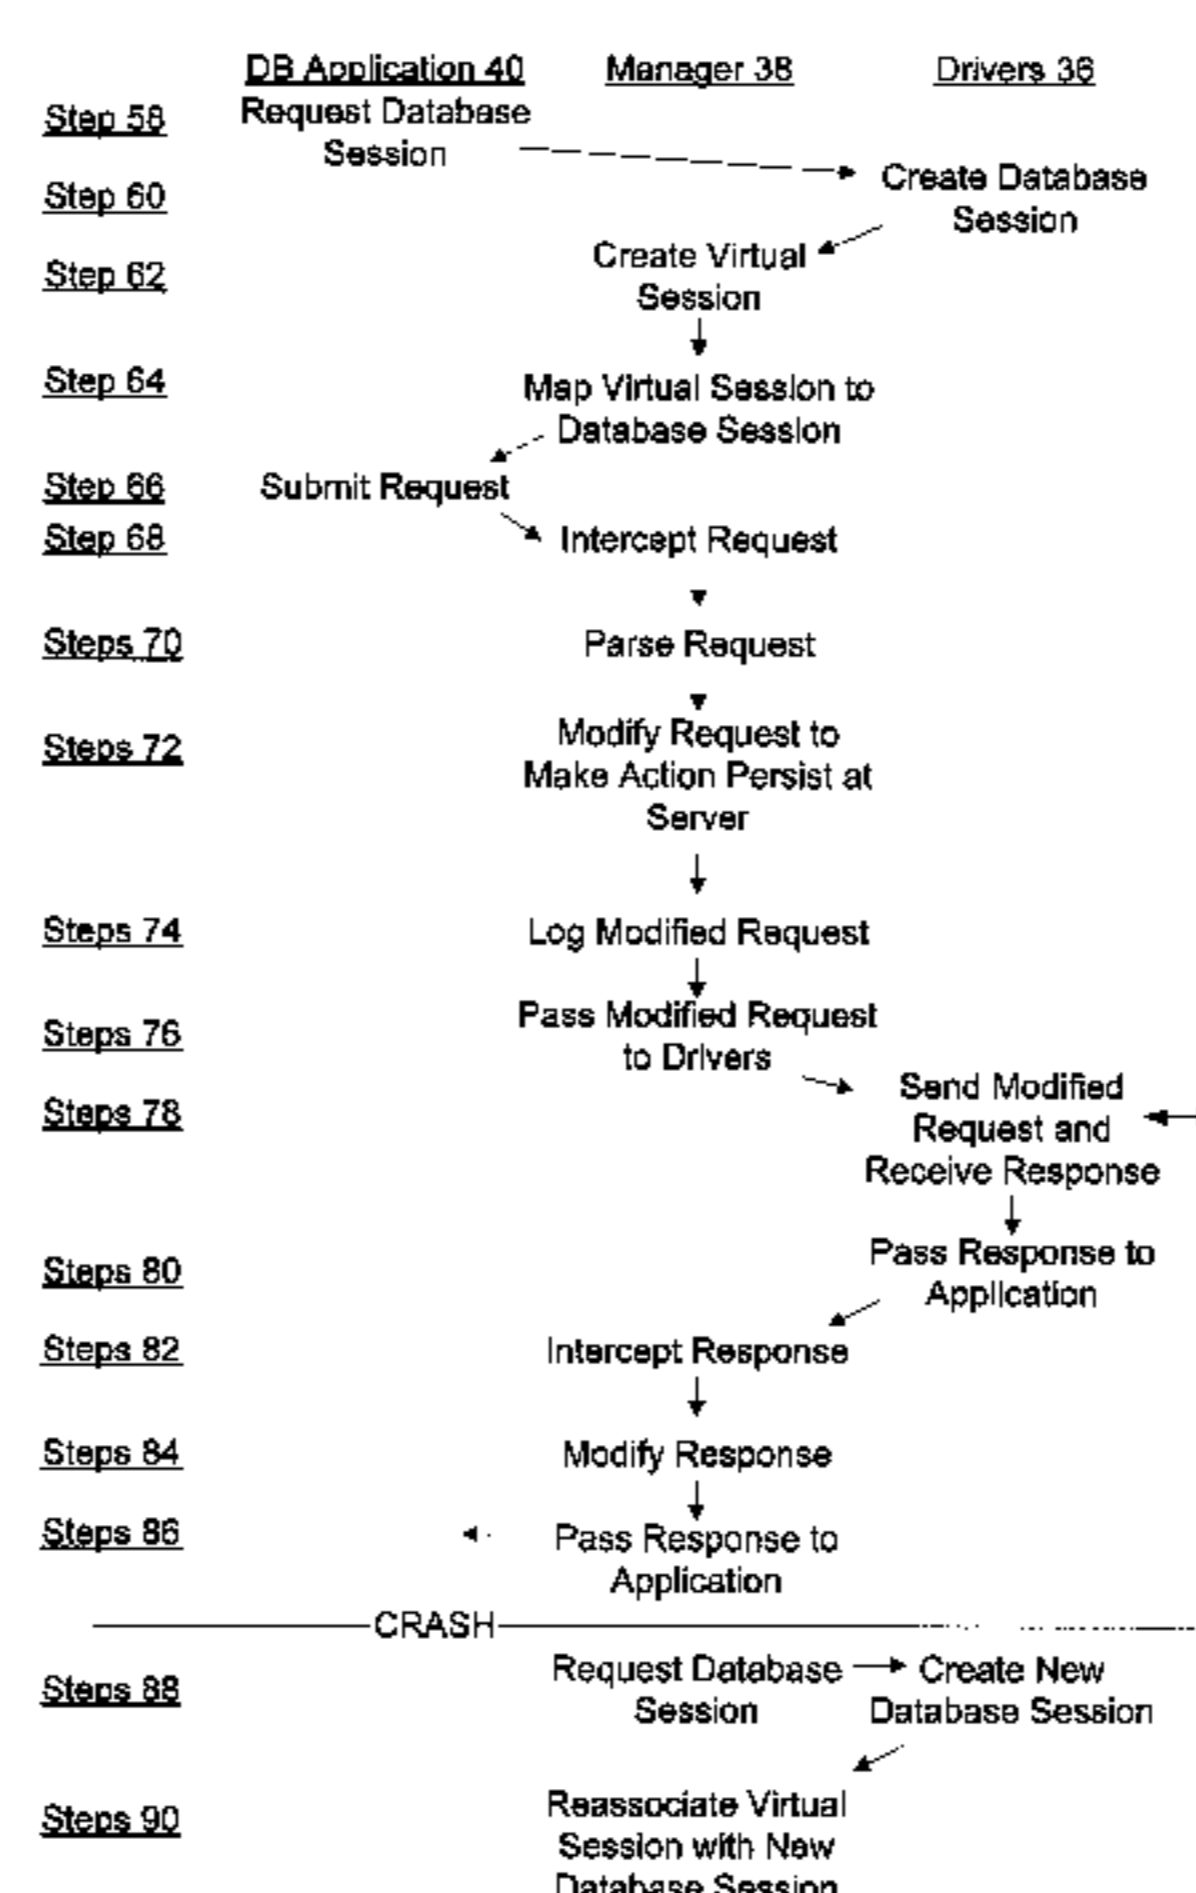 DB Application 40 Manager 38 Drivers 36
Step 58 Request Database
Session
Step 60 Create Database
Session
Step 62 Create Virtual
Session
Step 64 Map Virtual Session to
Database Session
Step 66 Submit Request
Step 68 Intercept Request
Steps 70 Parse Request
Steps 72 Modify Request to
Make Action Persist at
Server
Steps 74 Log Modified Request
Steps 76 Pass Modified Request
to Drivers
Steps 78 Send Modified
Request and
Receive Response
Steps 80 Pass Response to
Application
Steps 82 Intercept Response
Steps 84 Modify Response
Steps 86 Pass Response to
Application
CRASH
Steps 88 Request Database Create New
Session Database Session
Steps 90 Reassociate Virtual
Session with New
Database Session